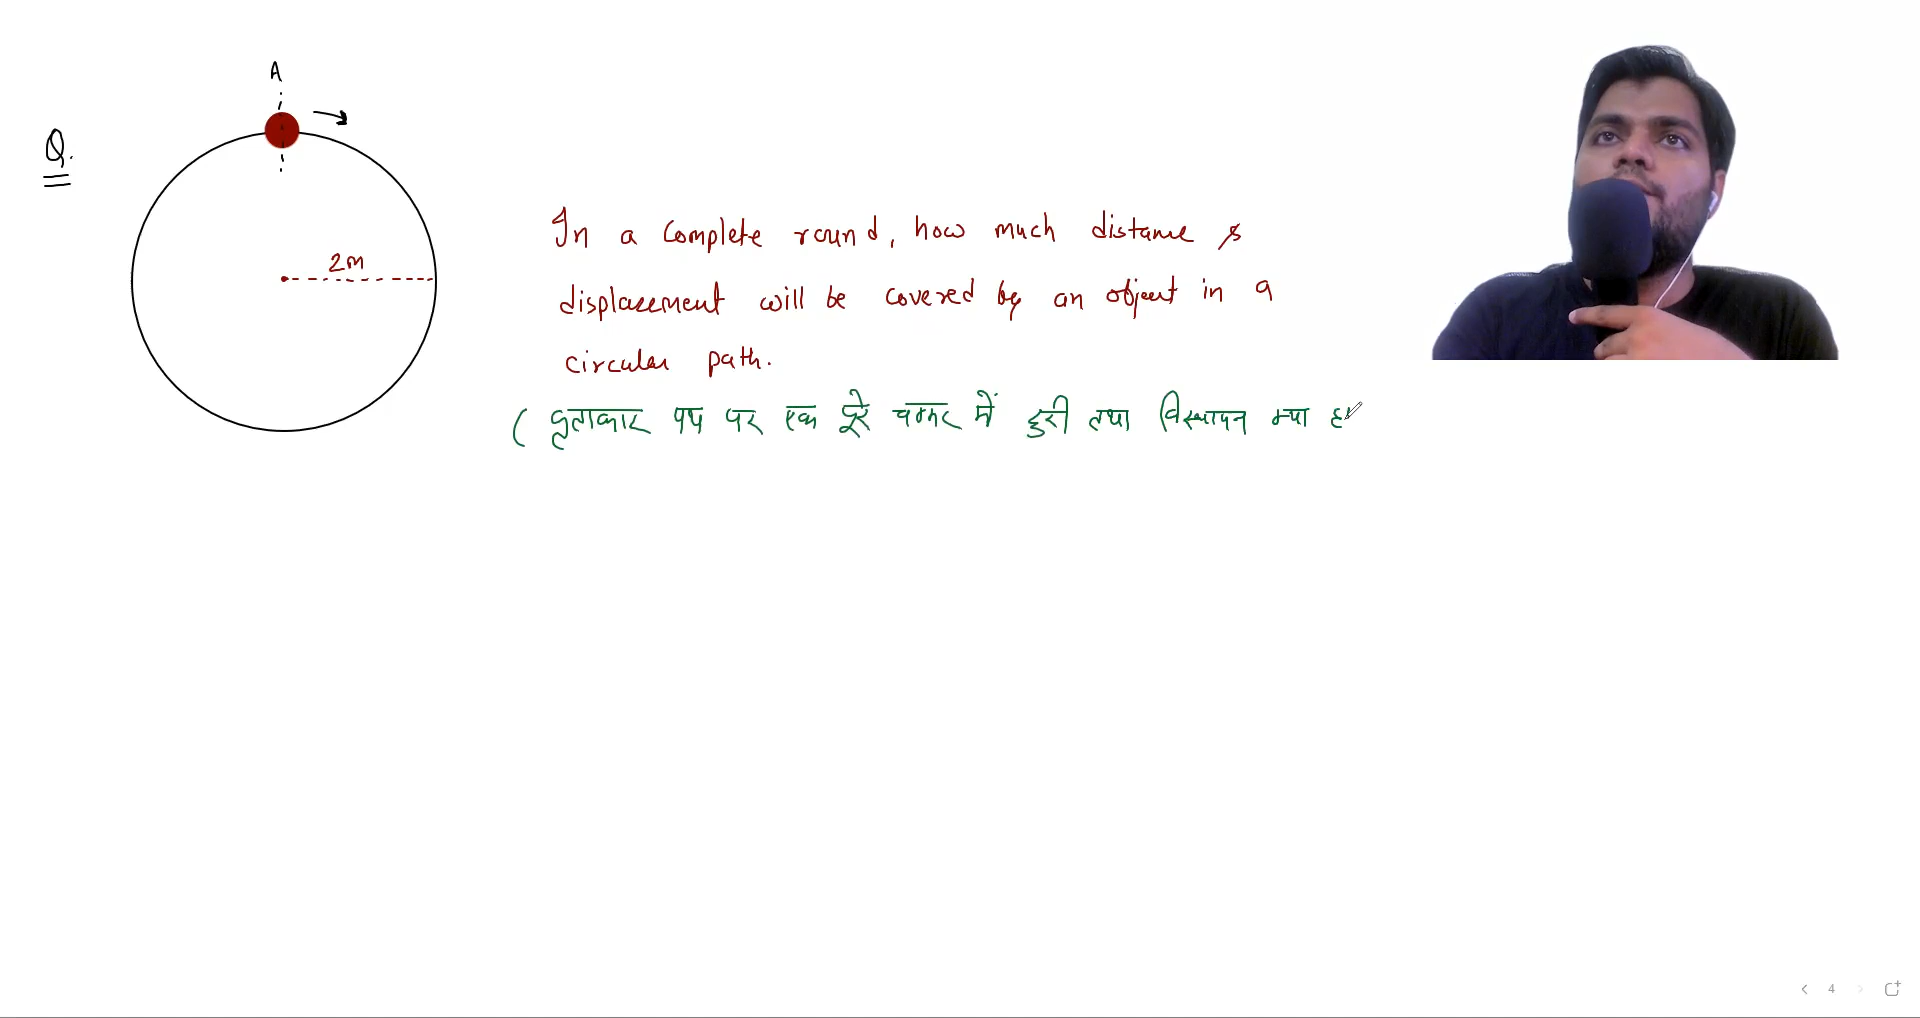 A
Q.
2m
In a complete round, how much distance &
displacement will be covered by an object in a
circular path.
( वृताकार पथ पर एक पूरे चक्कर में दुरी तथा विस्थापन क्या
4